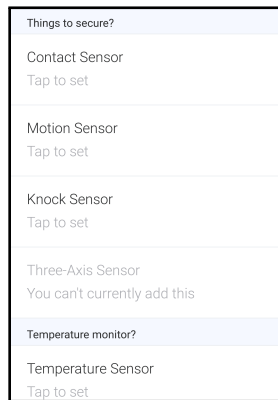 Things to secure?
Contact Sensor
Tap to set
Motion Sensor
Tap to set
Knock Sensor
Tap to set
Three-Axis Sensor
You can't currently add this
Temperature monitor?
Temperature Sensor
Tap to set